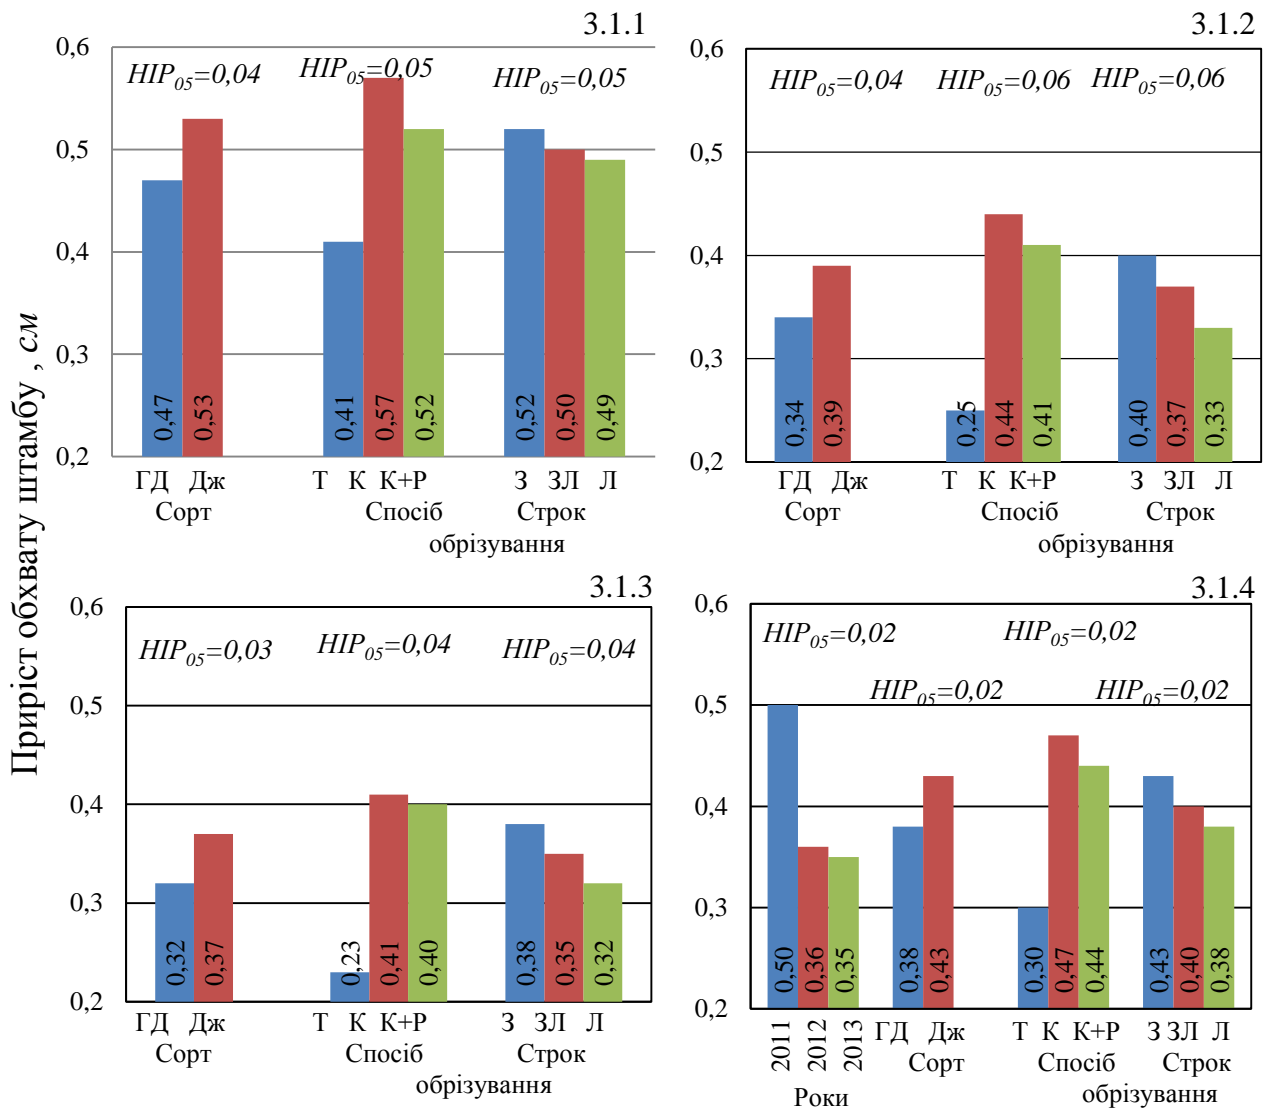 Приріст обхвату штамбу , см
3.1.1
0,6
0,5
0,4
0,3
0,2
НІР05=0,04
НІР05=0,05
НІР05=0,05
0,47
0,53
0,41
0,57
0,52
0,52
0,50
0,49
ГД Дж
Т К К+Р
З ЗЛ Л
Сорт
Спосіб
Строк
обрізування
3.1.2
0,6
0,5
0,4
0,3
0,2
НІР05=0,04
НІР05=0,06
НІР05=0,06
0,34
0,39
0,25
0,44
0,41
0,40
0,37
0,33
ГД Дж
Т К К+Р
З ЗЛ Л
Сорт
Спосіб
Строк
обрізування
3.1.3
0,6
0,5
0,4
0,3
0,2
НІР05=0,03
НІР05=0,04
НІР05=0,04
0,32
0,37
0,23
0,41
0,40
0,38
0,35
0,32
ГД Дж
Т К К+Р
З ЗЛ Л
Сорт
Спосіб
Строк
обрізування
3.1.4
0,6
0,5
0,4
0,3
0,2
НІР05=0,02
НІР05=0,02
НІР05=0,02
НІР05=0,02
0,50
0,36
0,35
0,38
0,43
0,30
0,47
0,44
0,43
0,40
0,38
2011
2012
2013
ГД Дж
Т К К+Р
З ЗЛ Л
Сорт
Спосіб
Строк
Роки
обрізування